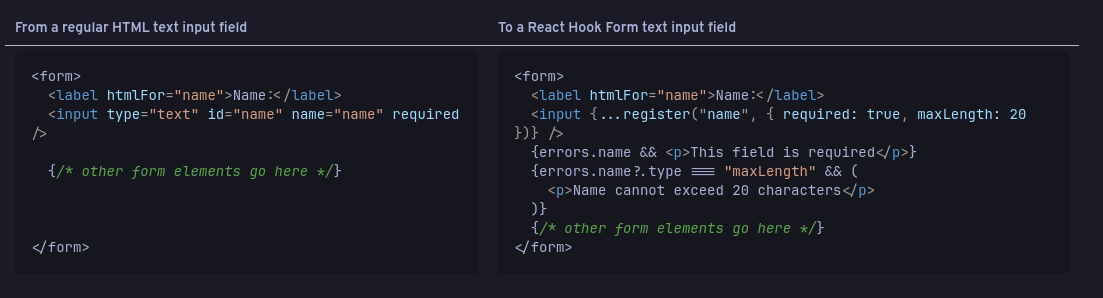 From a regular HTML text input field
<form>
  <label htmlFor="name">Name:</label>
  <input type="text" id="name" name="name" required
/>
  {/* other form elements go here */}
</form>
To a React Hook Form text input field
<form>
  <label htmlFor="name">Name:</label>
  <input {...register("name", { required: true, maxLength: 20
})} />
  {errors.name && <p>This field is required</p>}
  {errors.name?.type === "maxLength" && (
    <p>Name cannot exceed 20 characters</p>
  )}
  {/* other form elements go here */}
</form>